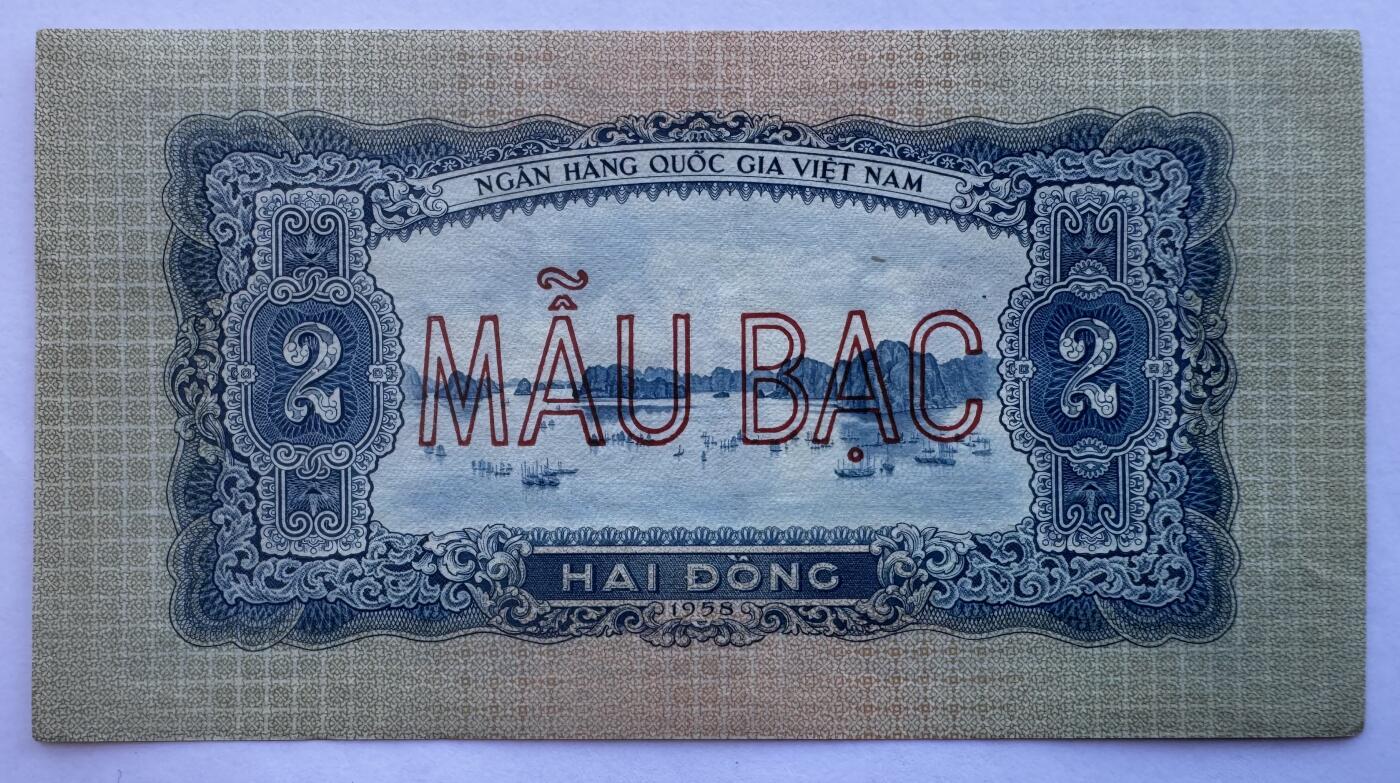 NGÂN HÀNG QUỐC GIA VIỆT NAM
MẪU BẠC
2
2
HAI ĐỒNG
1958